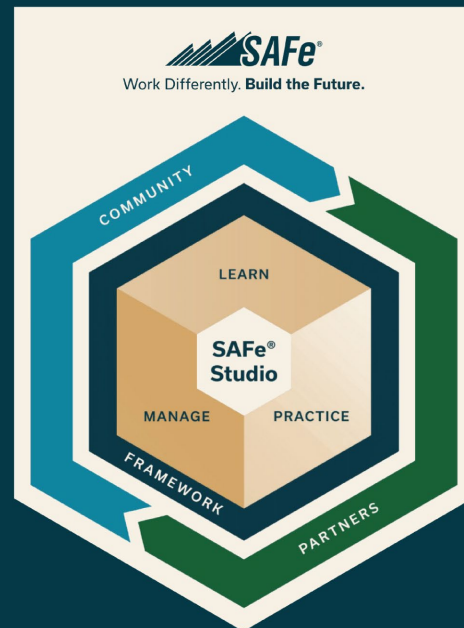 SAFe®
Work Differently. Build the Future.
COMMUNITY
LEARN
SAFe®
Studio
MANAGE
PRACTICE
FRAMEWORK
PARTNERS